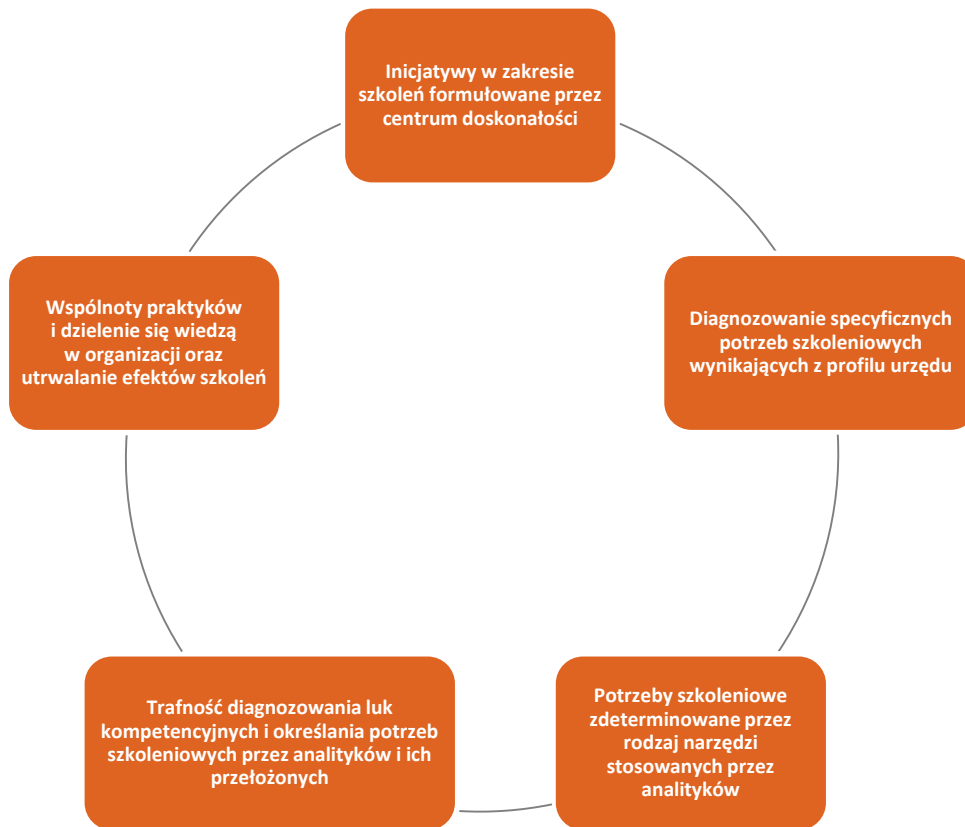 Inicjatywy w zakresie
szkoleń formułowane przez
centrum doskonałości
Diagnozowanie specyficznych
potrzeb szkoleniowych
wynikających z profilu urzędu
Potrzeby szkoleniowe
zdeterminowane przez
rodzaj narzędzi
stosowanych przez
analityków
Trafność diagnozowania luk
kompetencyjnych i określania potrzeb
szkoleniowych przez analityków i ich
przełożonych
Wspólnoty praktyków
i dzielenie się wiedzą
w organizacji oraz
utrwalanie efektów szkoleń